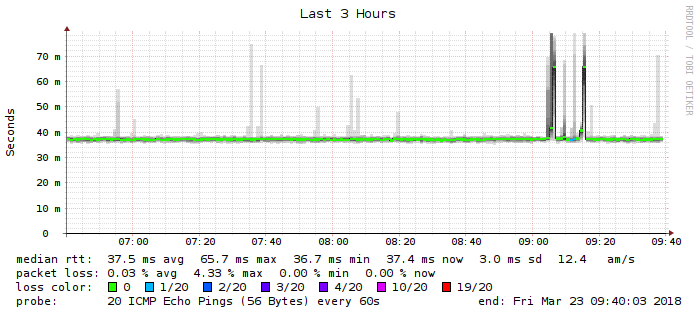 Last 3 Hours
RRDTOOL / TOBI OETIKER
Seconds
70 m
60 m
50 m
40 m
30 m
20 m
10 m
0
07:00 07:20 07:40 08:00 08:20 08:40 09:00 09:20 09:40
median rtt: 37.5 ms avg 65.7 ms max 36.7 ms min 37.4 ms now 3.0 ms sd 12.4 am/s
packet loss: 0.03 % avg 4.33 % max 0.00 % min 0.00 % now
loss color: 0 1/20 2/20 3/20 4/20 10/20 19/20
probe: 20 ICMP Echo Pings (56 Bytes) every 60s end: Fri Mar 23 09:40:03 2018